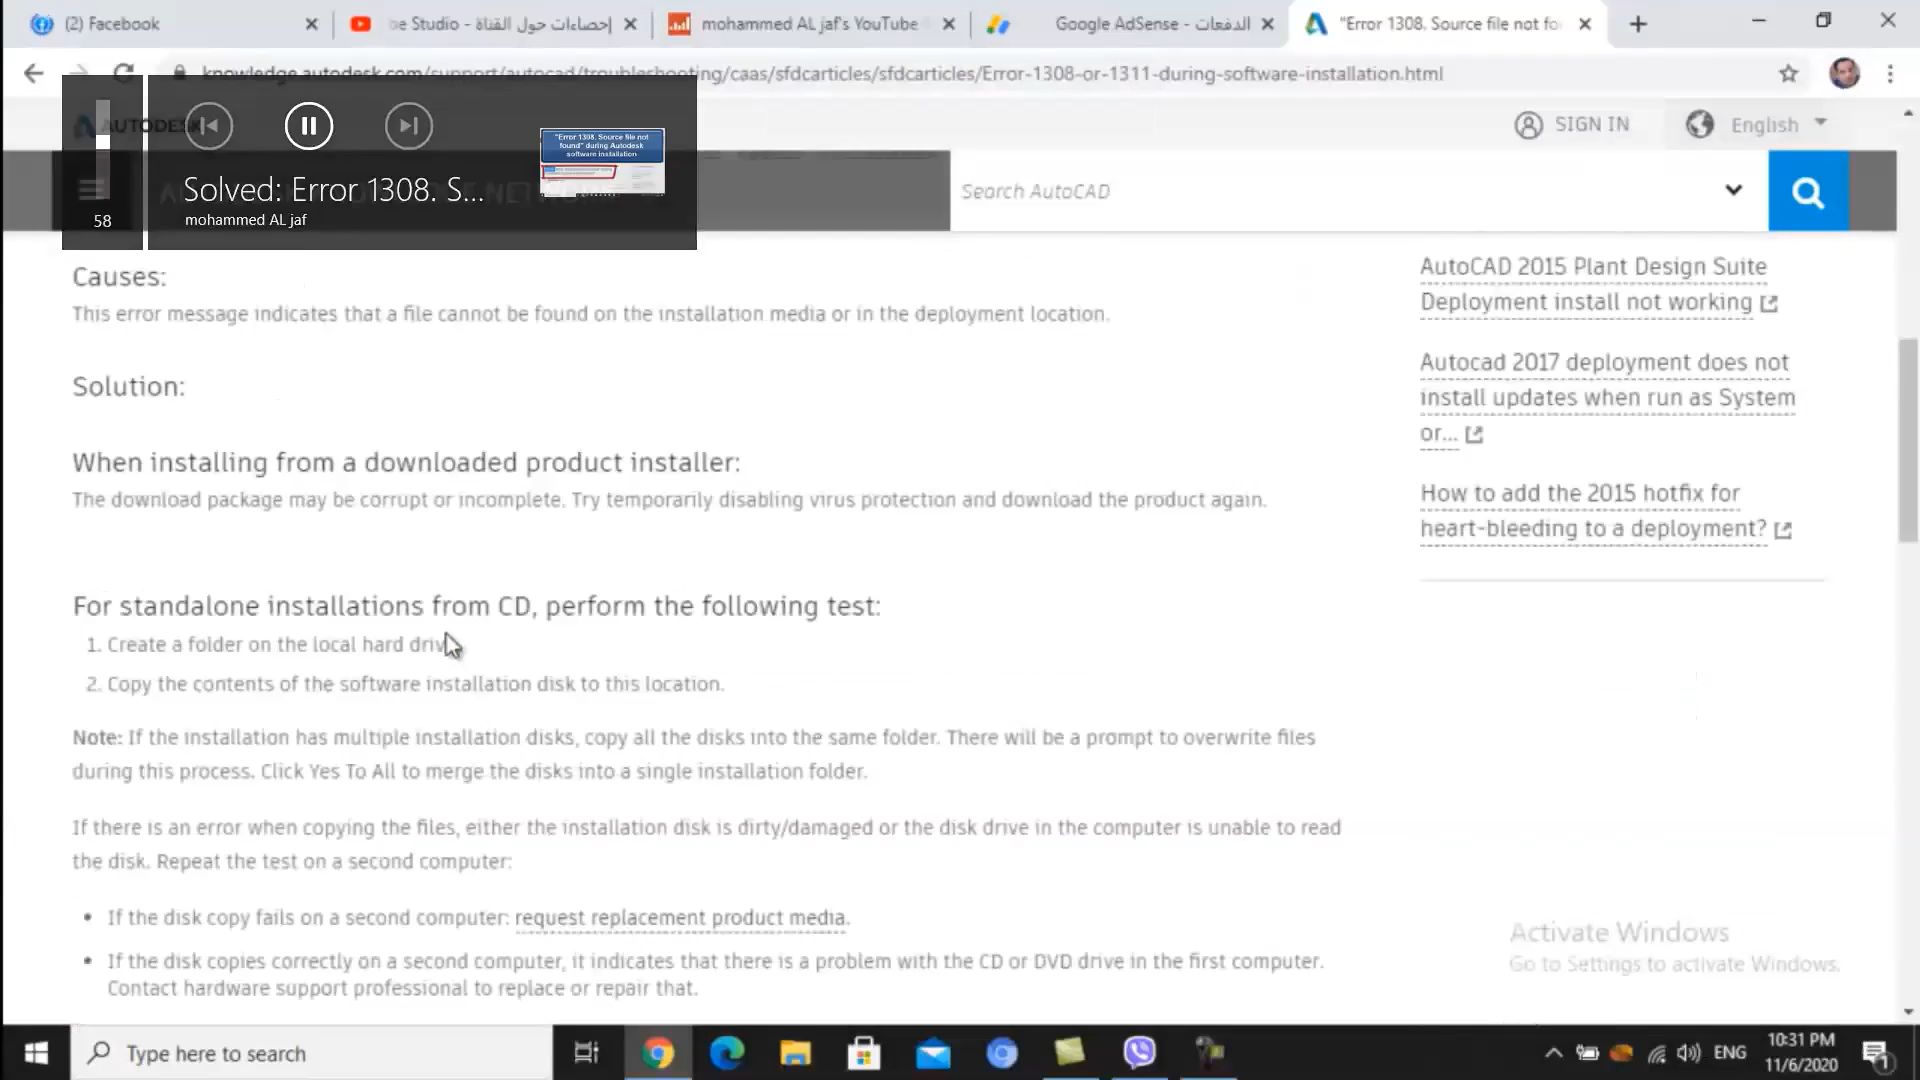 (2) Facebook
be Studio - إحصاءات حول القناة
mohammed AL jaf's YouTube
Google AdSense - الدفعات
"Error 1308. Source file not fo
knowledge.autodesk.com/support/autocad/troubleshooting/caas/sfdcarticles/sfdcarticles/Error-1308-or-1311-during-software-installation.html
AUTODESK
SIGN IN
English
"Error 1308. Source file not
found" during Autodesk
software installation
Solved: Error 1308. S...
mohammed AL jaf
58
Search AutoCAD
Causes:
This error message indicates that a file cannot be found on the installation media or in the deployment location.
Solution:
When installing from a downloaded product installer:
The download package may be corrupt or incomplete. Try temporarily disabling virus protection and download the product again.
For standalone installations from CD, perform the following test:
1. Create a folder on the local hard driv
2. Copy the contents of the software installation disk to this location.
Note: If the installation has multiple installation disks, copy all the disks into the same folder. There will be a prompt to overwrite files
during this process. Click Yes To All to merge the disks into a single installation folder.
If there is an error when copying the files, either the installation disk is dirty/damaged or the disk drive in the computer is unable to read
the disk. Repeat the test on a second computer:
• If the disk copy fails on a second computer: request replacement product media.
• If the disk copies correctly on a second computer, it indicates that there is a problem with the CD or DVD drive in the first computer.
Contact hardware support professional to replace or repair that.
AutoCAD 2015 Plant Design Suite
Deployment install not working
Autocad 2017 deployment does not
install updates when run as System
or...
How to add the 2015 hotfix for
heart-bleeding to a deployment?
Activate Windows
Go to Settings to activate Windows.
Type here to search
ENG
10:31 PM
11/6/2020
1